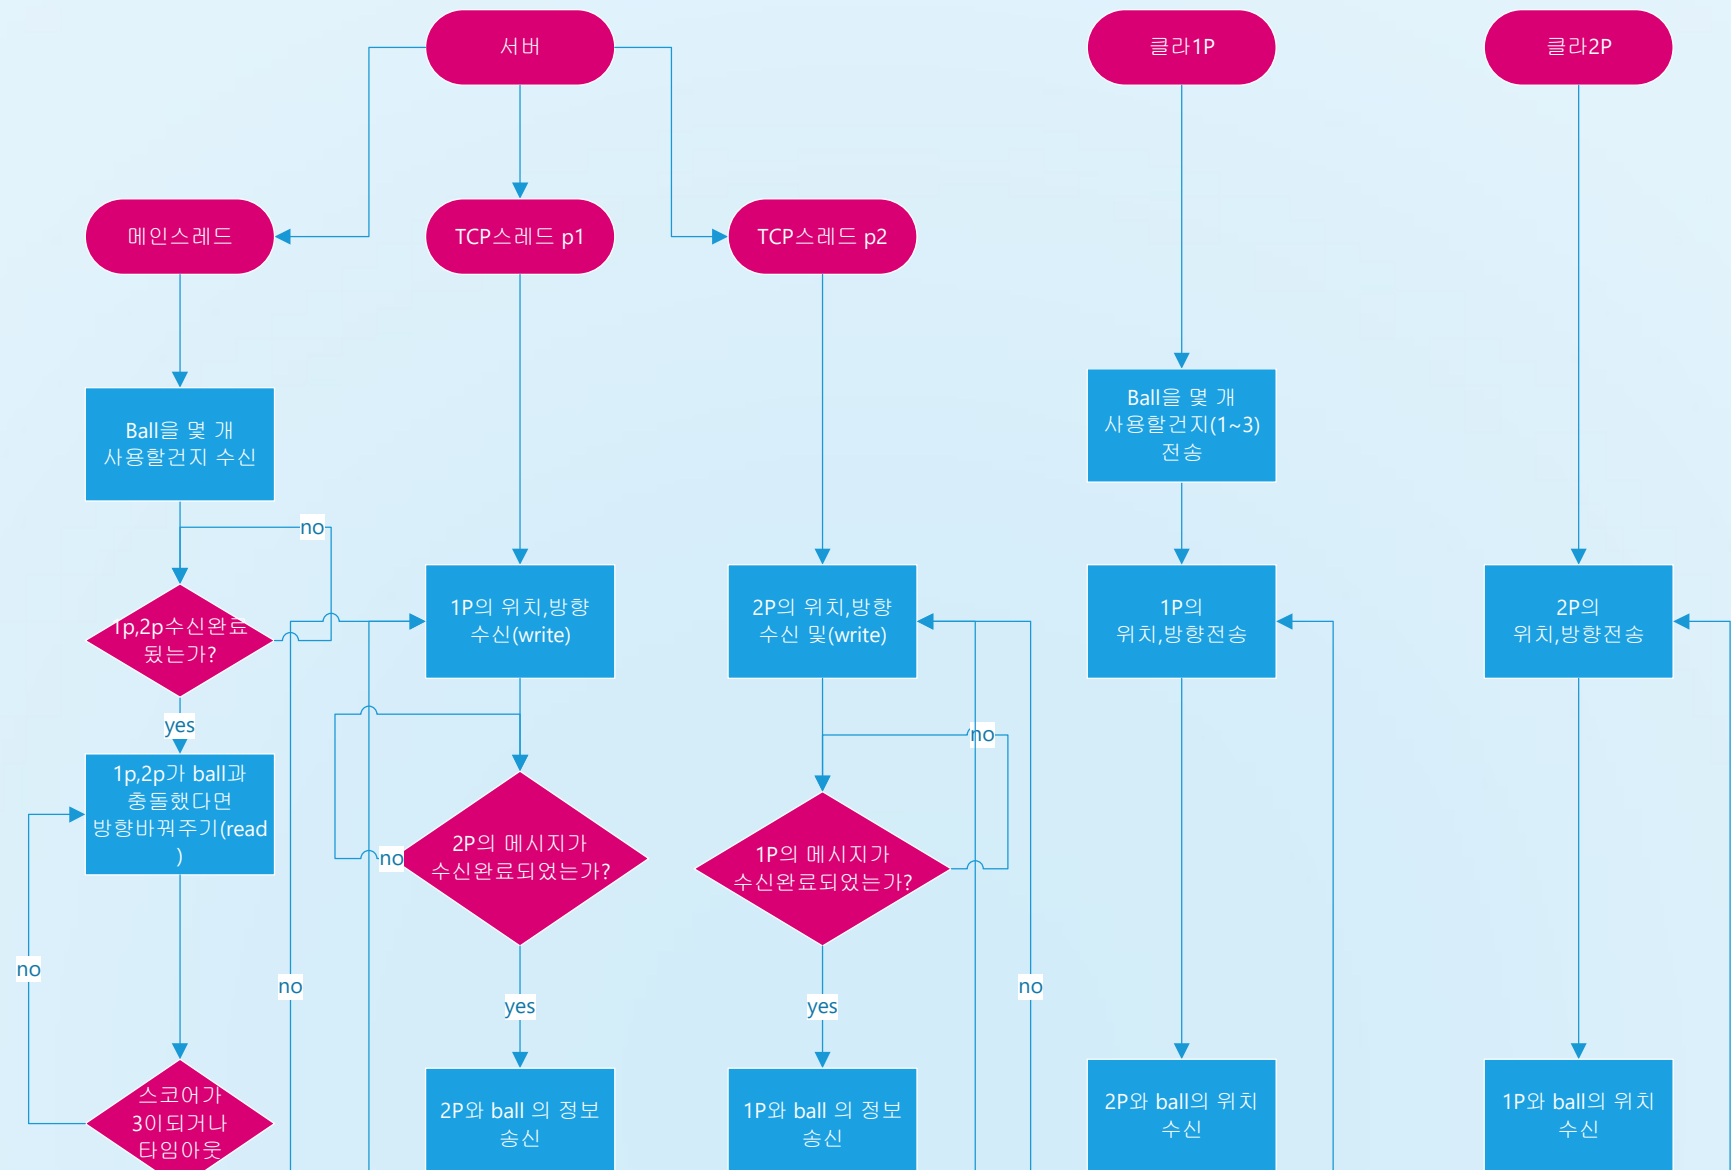 서버
클라1P
클라2P
메인스레드
TCP스레드 p1
TCP스레드 p2
Ball을 몇 개
사용할건지 수신
Ball을 몇 개
사용할건지(1~3)
전송
no
1p,2p수신완료
됬는가?
1P의 위치,방향
수신(write)
2P의 위치,방향
수신 및(write)
1P의
위치,방향전송
2P의
위치,방향전송
yes
no
1p,2p가 ball과
충돌했다면
방향바꿔주기(read
)
no
2P의 메시지가
수신완료되었는가?
1P의 메시지가
수신완료되었는가?
no
no
no
yes
yes
스코어가
3이되거나
타임아웃
2P와 ball 의 정보
송신
1P와 ball 의 정보
송신
2P와 ball의 위치
수신
1P와 ball의 위치
수신